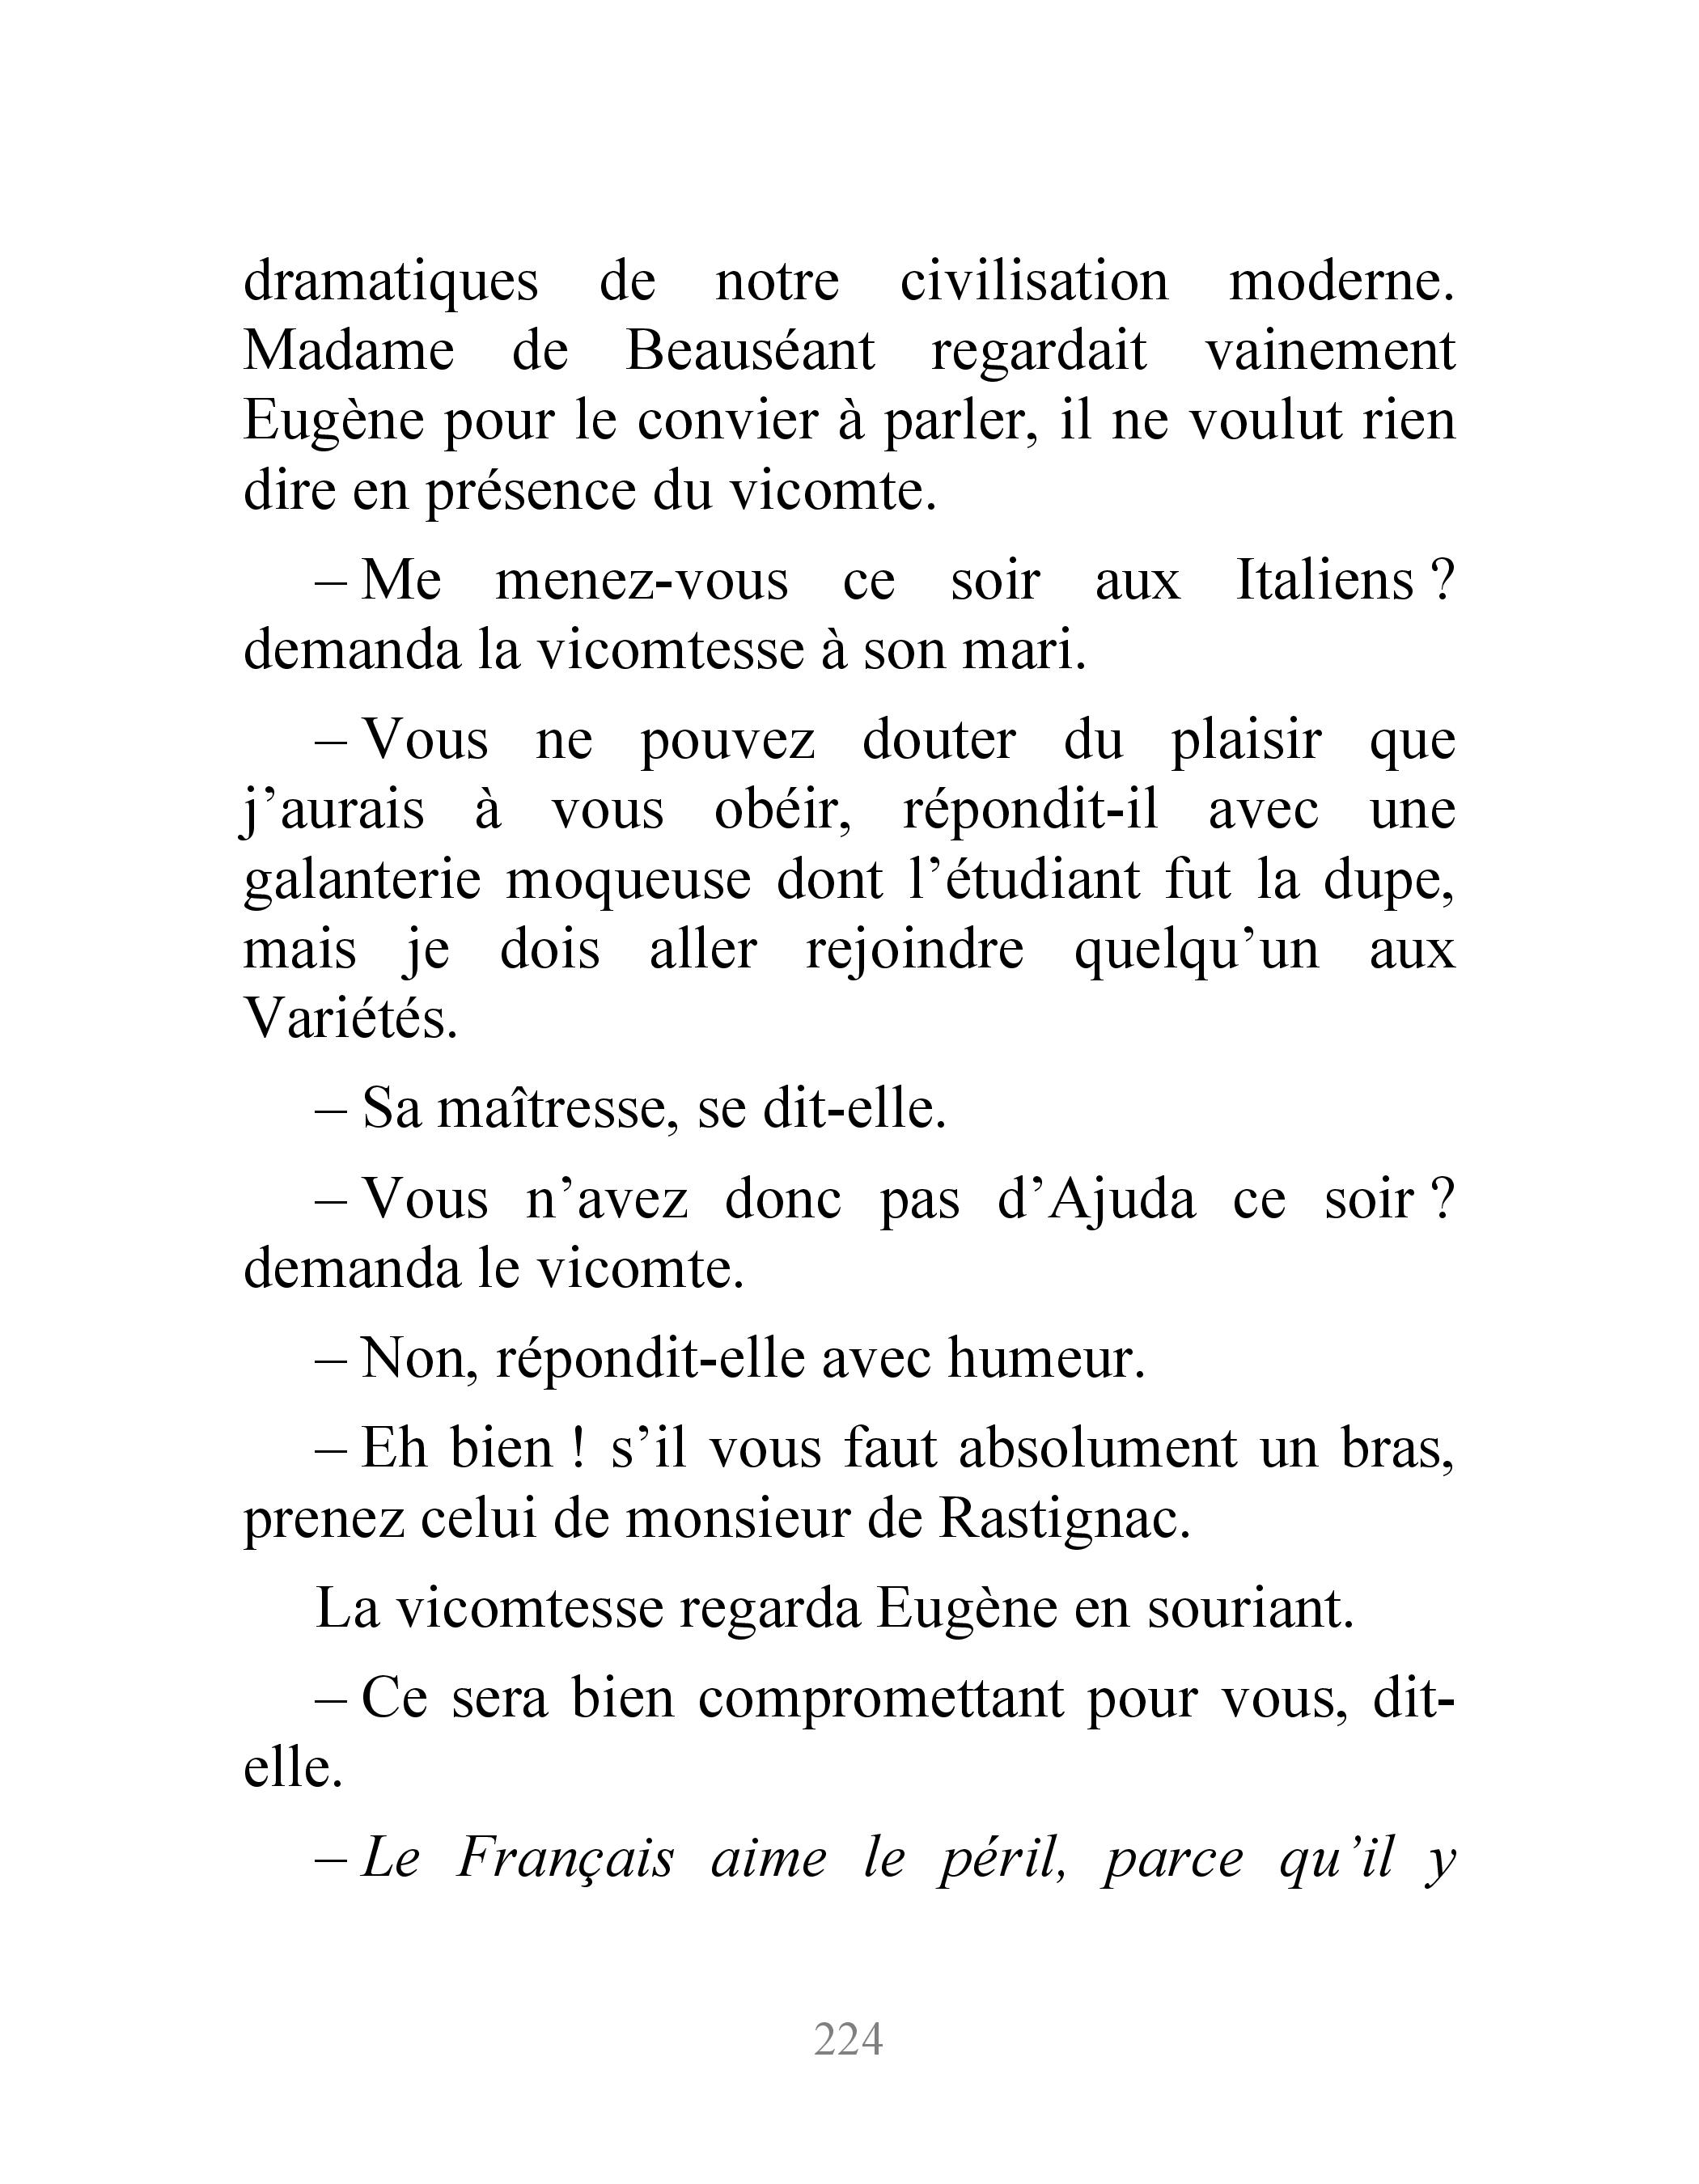 dramatiques de notre civilisation moderne.
Madame de Beauséant regardait vainement
Eugène pour le convier à parler, il ne voulut rien
dire en présence du vicomte.
– Me menez-vous ce soir aux Italiens ?
demanda la vicomtesse à son mari.
– Vous ne pouvez douter du plaisir que
j’aurais à vous obéir, répondit-il avec une
galanterie moqueuse dont l’étudiant fut la dupe,
mais je dois aller rejoindre quelqu’un aux
Variétés.
– Sa maîtresse, se dit-elle.
– Vous n’avez donc pas d’Ajuda ce soir ?
demanda le vicomte.
– Non, répondit-elle avec humeur.
– Eh bien ! s’il vous faut absolument un bras,
prenez celui de monsieur de Rastignac.
La vicomtesse regarda Eugène en souriant.
– Ce sera bien compromettant pour vous, dit-
elle.
– Le Français aime le péril, parce qu’il y
224